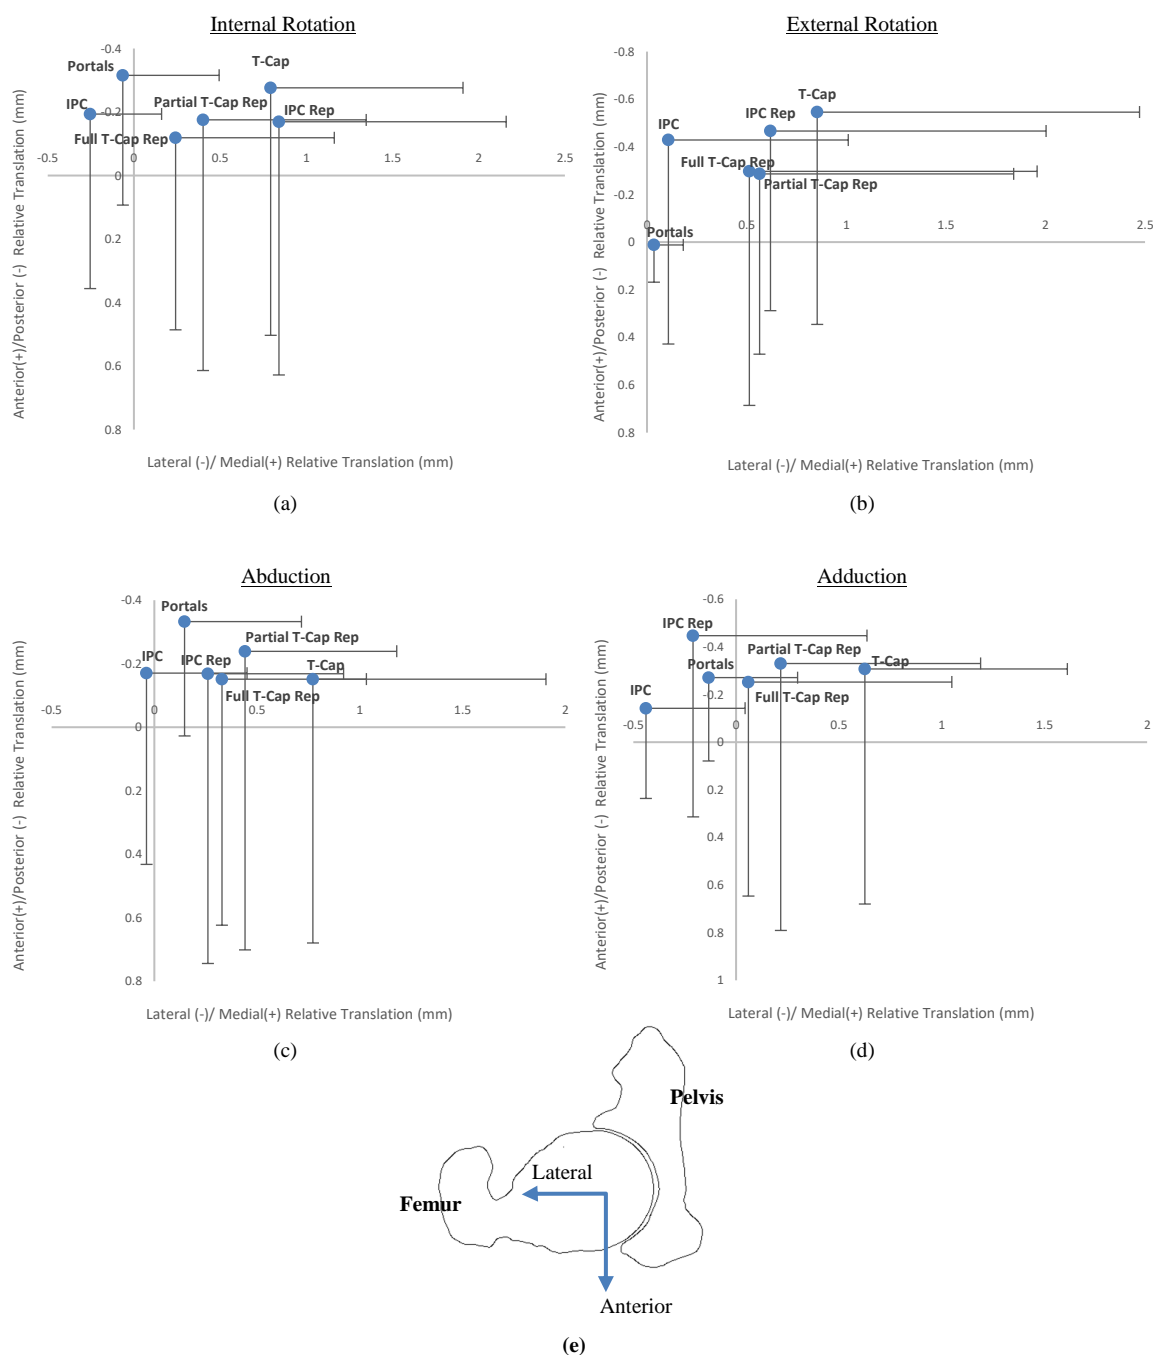 Internal Rotation
-0.4
-0.2
0
0.2
0.4
0.6
0.8
-0.5
0.5
1
1.5
2
2.5
Portals
T-Cap
IPC
Partial T-Cap Rep
IPC Rep
Full T-Cap Rep
Anterior(+)/Posterior (-) Relative Translation (mm)
Lateral (-)/ Medial(+) Relative Translation (mm)
(a)
External Rotation
-0.8
-0.6
-0.4
-0.2
0
0.2
0.4
0.6
0.8
0
0.5
1
1.5
2
2.5
T-Cap
IPC Rep
IPC
Full T-Cap Rep
Partial T-Cap Rep
Portals
Anterior(+)/Posterior (-) Relative Translation (mm)
Lateral (-)/ Medial(+) Relative Translation (mm)
(b)
Abduction
-0.4
-0.2
0
0.2
0.4
0.6
0.8
0
0.5
1
1.5
2
Portals
Partial T-Cap Rep
IPC
IPC Rep
T-Cap
Full T-Cap Rep
Anterior(+)/Posterior (-) Relative Translation (mm)
Lateral (-)/ Medial(+) Relative Translation (mm)
(c)
Adduction
-0.6
-0.4
-0.2
0
0.2
0.4
0.6
0.8
1
-0.5
0
0.5
1
1.5
2
IPC Rep
Partial T-Cap Rep
T-Cap
Portals
IPC
Full T-Cap Rep
Anterior(+)/Posterior (-) Relative Translation (mm)
Lateral (-)/ Medial(+) Relative Translation (mm)
(d)
Pelvis
Lateral
Femur
Anterior
(e)